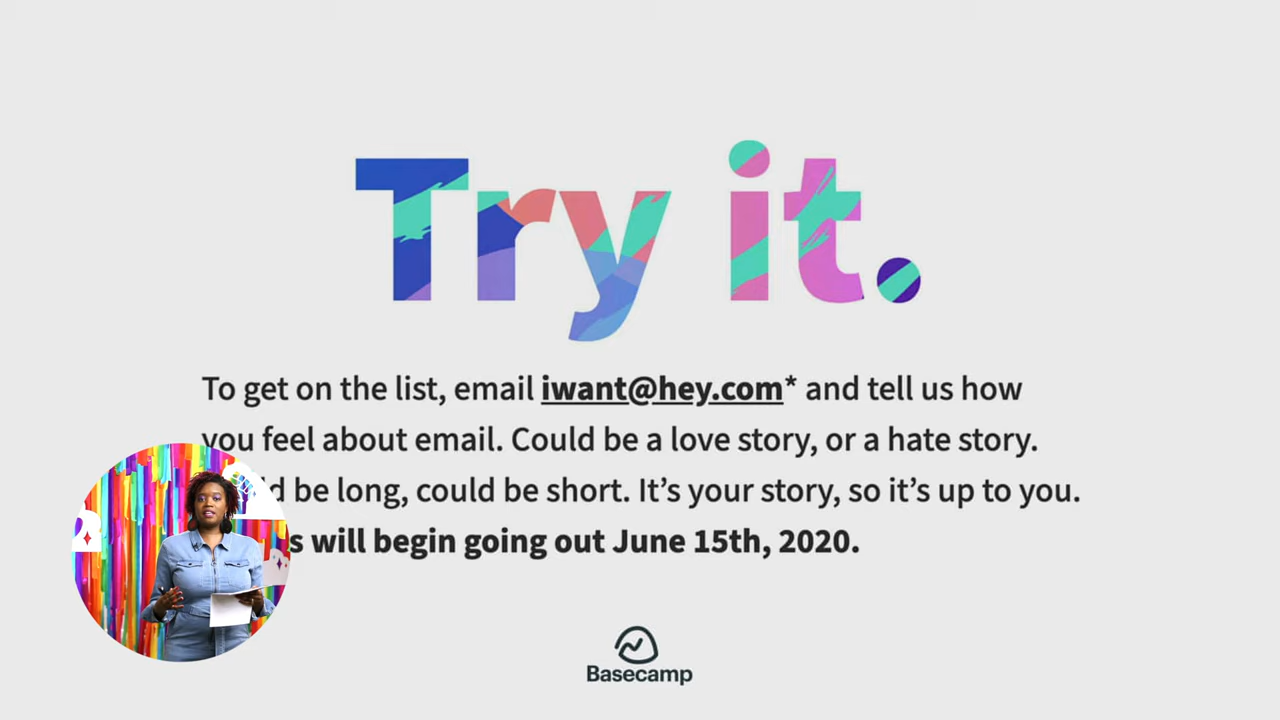 Try it.
To get on the list, email iwant@hey.com* and tell us how
you feel about email. Could be a love story, or a hate story.
be long, could be short. It’s your story, so it’s up to you.
will begin going out June 15th, 2020.
Basecamp